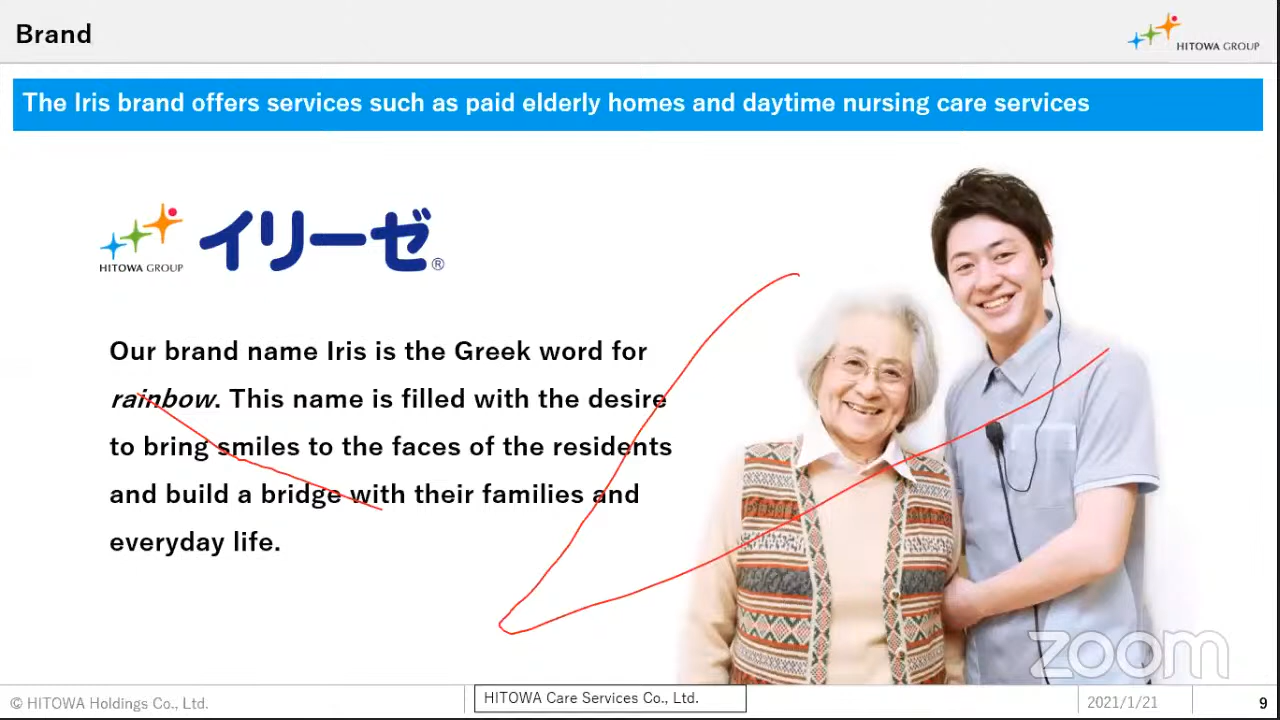 Brand
HITOWA GROUP
The Iris brand offers services such as paid elderly homes and daytime nursing care services
HITOWA GROUP
イリーゼ®
Our brand name Iris is the Greek word for
rainbow. This name is filled with the desire
to bring smiles to the faces of the residents
and build a bridge with their families and
everyday life.
zoom
© HITOWA Holdings Co., Ltd.
HITOWA Care Services Co., Ltd.
2021/1/21
9